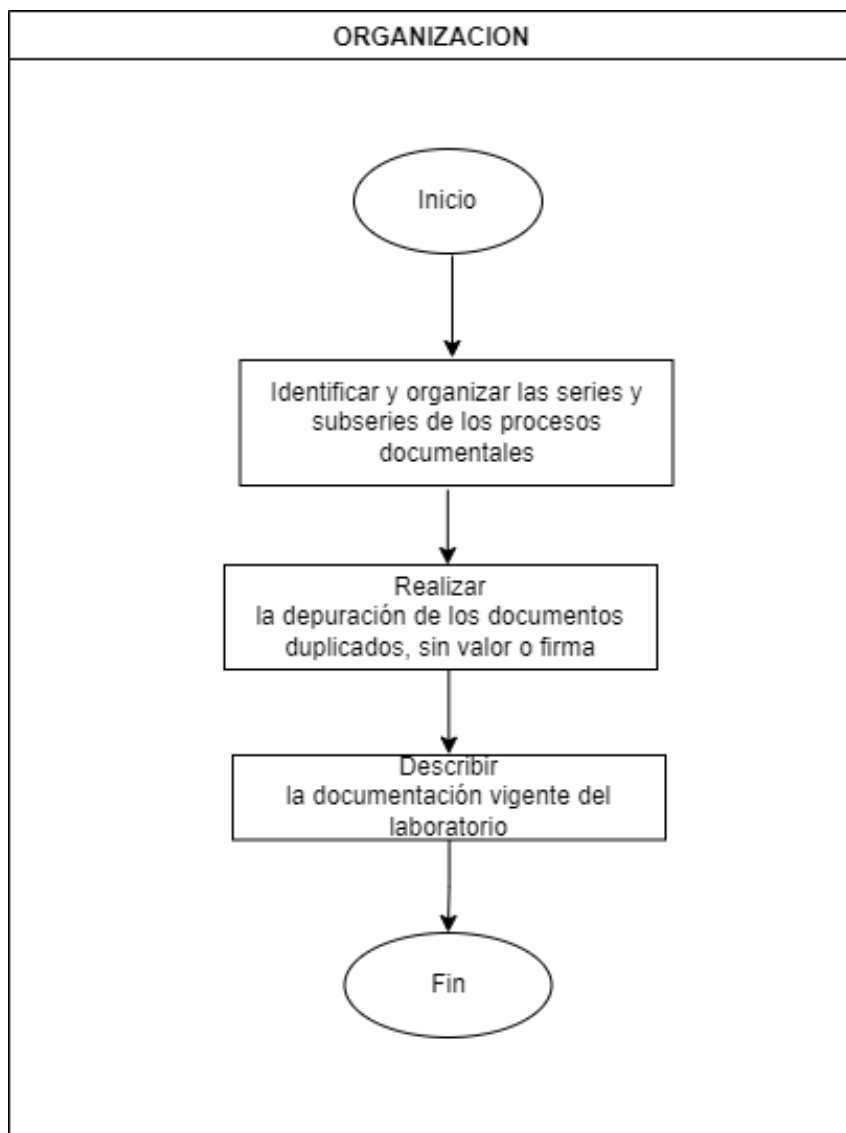 ORGANIZACION
Inicio
Identificar y organizar las series y
subseries de los procesos
documentales
Realizar
la depuración de los documentos
duplicados, sin valor o firma
Describir
la documentación vigente del
laboratorio
Fin